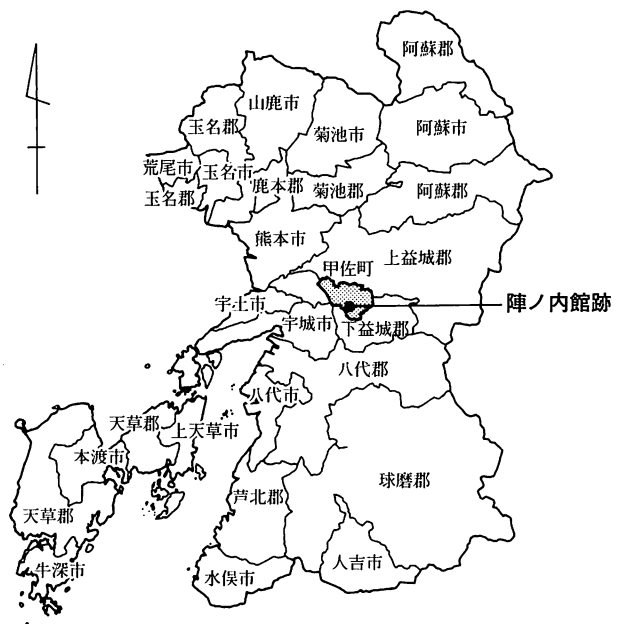 阿蘇郡
山鹿市
玉名郡
菊池市
阿蘇市
荒尾市
玉名市
鹿本郡
菊池郡
阿蘇郡
玉名郡
熊本市
上益城郡
甲佐町
陣ノ内館跡
宇土市
宇城市
下益城郡
八代郡
八代市
天草郡
上天草市
本渡市
球磨郡
芦北郡
天草郡
牛深市
水俣市
人吉市